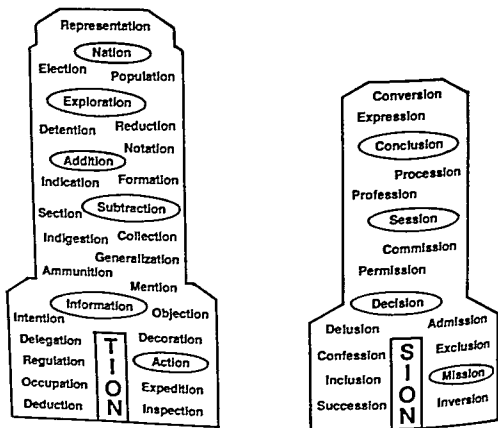 Representation
Nation
Election
Population
Exploration
Detention
Reduction
Notation
Addition
Indication
Formation
Section
Subtraction
Indigestion
Collection
Generalization
Ammunition
Mention
Information
Intention
Objection
Delegation
Decoration
Regulation
Action
Occupation
Expedition
Deduction
Inspection
TION
Conversion
Expression
Conclusion
Procession
Profession
Session
Commission
Permission
Decision
Delusion
Admission
Confession
Exclusion
Inclusion
Mission
Succession
Inversion
SION